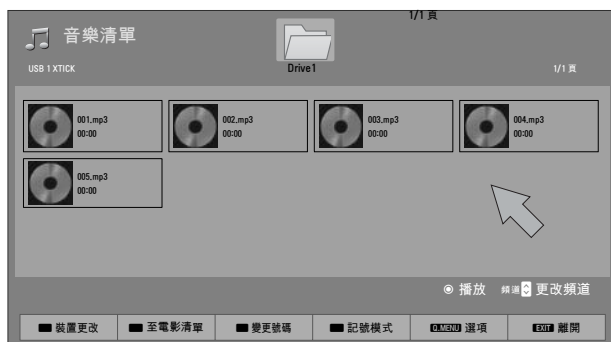 1/1 頁
音樂清單
USB 1 XTICK
Drive1
1/1 頁
001.mp3
00:00
002.mp3
00:00
003.mp3
00:00
004.mp3
00:00
005.mp3
00:00
◉ 播放 頻道 更改頻道
裝置更改 至電影清單 變更號碼 記號模式 Q.MENU 選項 EXIT 離開